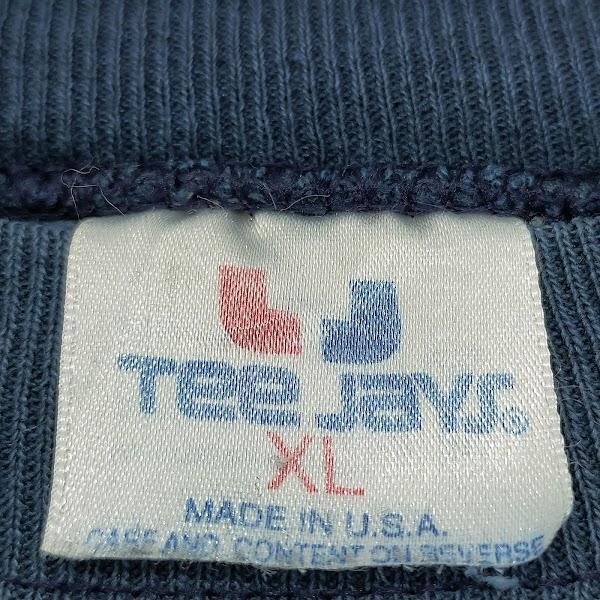 Tee Jays®
XL
MADE IN U.S.A.
CARE AND CONTENT ON REVERSE